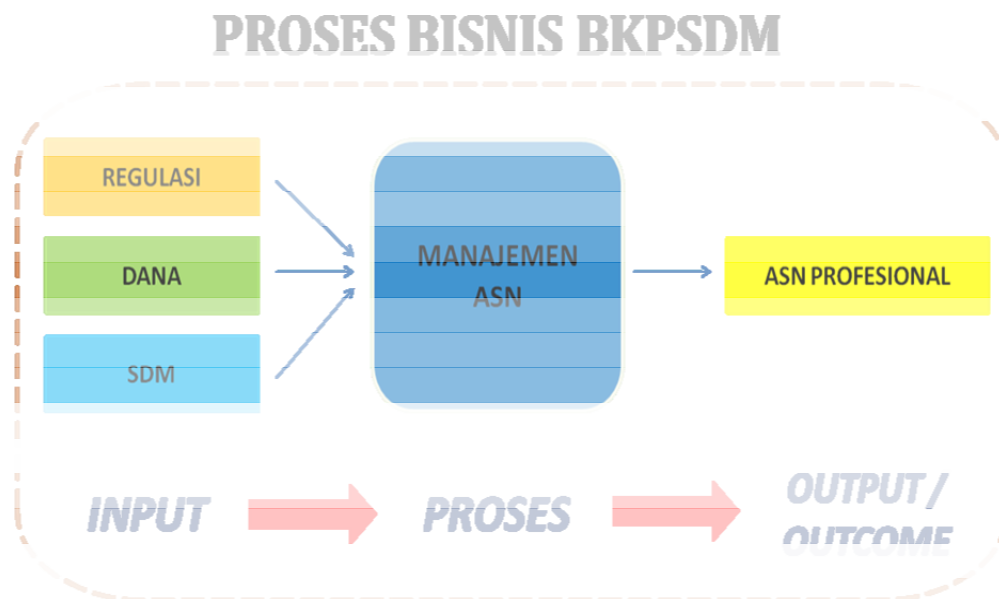 PROSES BISNIS BKPSDM
REGULASI
DANA
SDM
MANAJEMEN
ASN
ASN PROFESIONAL
INPUT
PROSES
OUTPUT /
OUTCOME